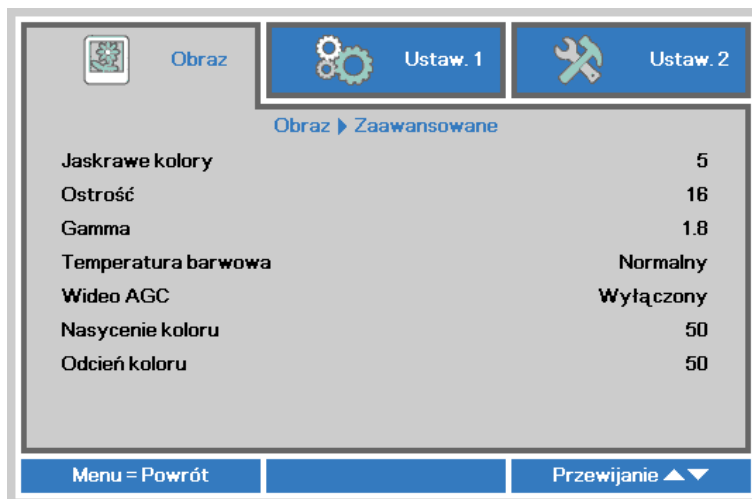 Obraz Ustaw. 1 Ustaw. 2
Obraz Zaawansowane
Jaskrawe kolory 5
Ostrość 16
Gamma 1.8
Temperatura barwowa Normalny
Wideo AGC Wyłączony
Nasycenie koloru 50
Odcień koloru 50
Menu = Powrót Przewijanie